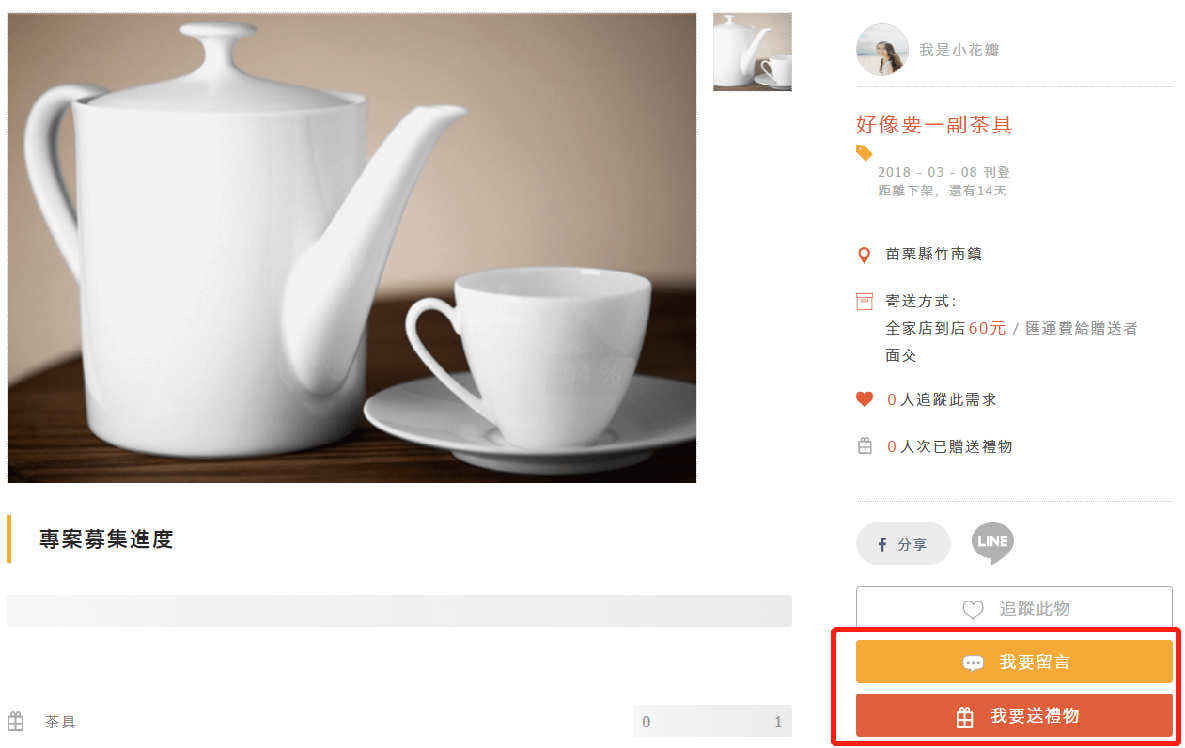 我是小花瓣
好像要一副茶具
2018 - 03 - 08 刊登
距離下架，還有14天
苗栗縣竹南鎮
寄送方式：
全家店到店60元 / 匯運費給贈送者
面交
0人追蹤此需求
0人次已贈送禮物
分享
LINE
追蹤此物
我要留言
我要送禮物
專案募集進度
茶具 0 1